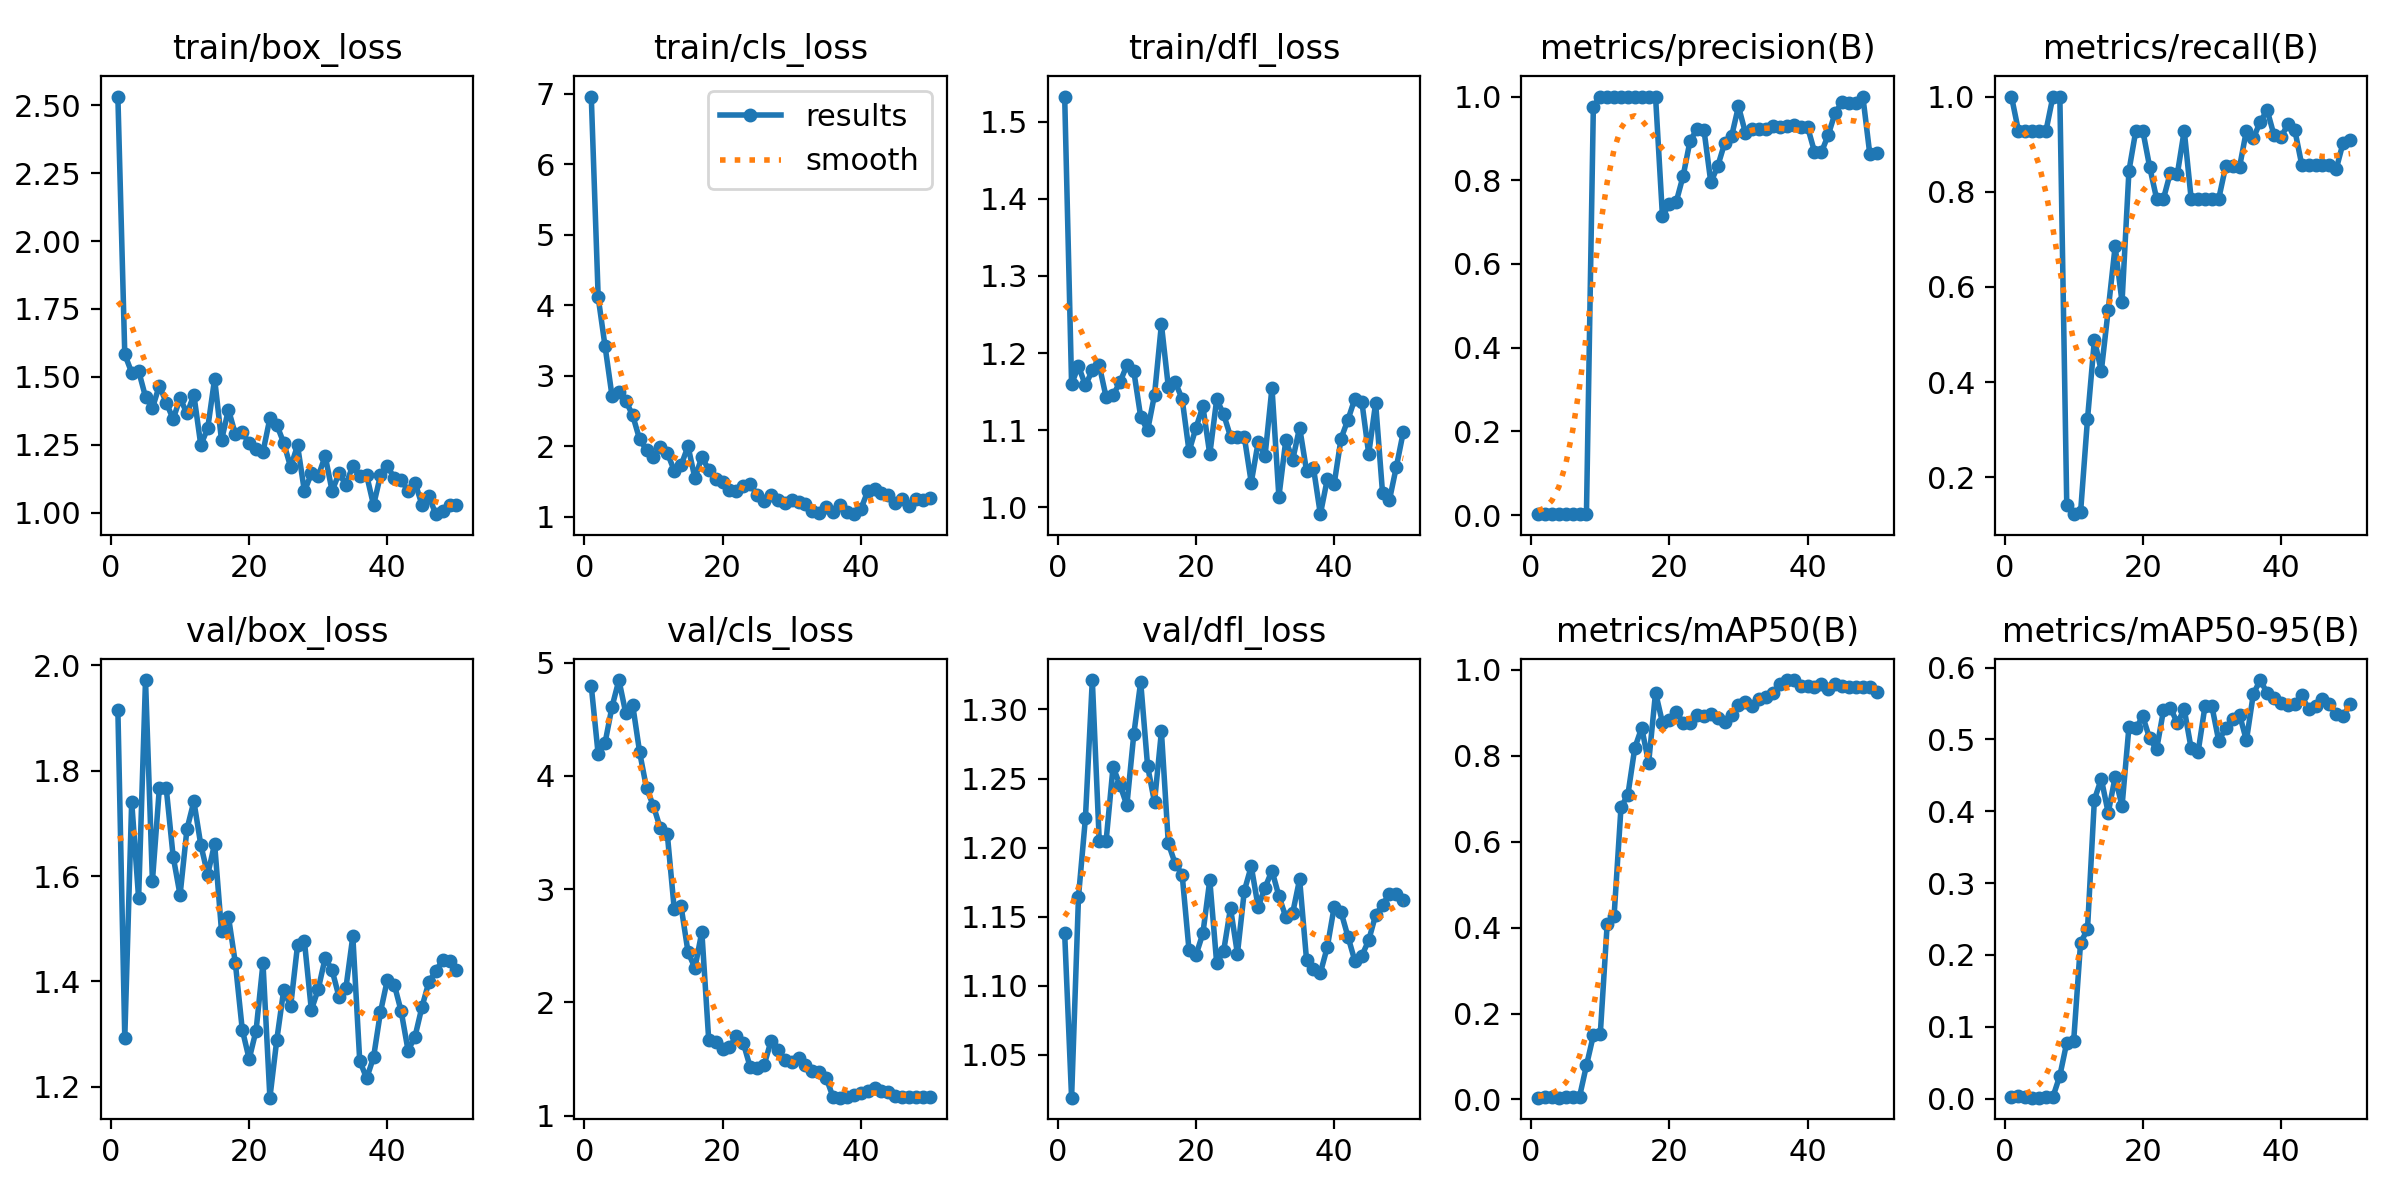 train/box_loss
2.50
2.25
2.00
1.75
1.50
1.25
1.00
0 20 40
train/cls_loss
results
smooth
7
6
5
4
3
2
1
0 20 40
train/dfl_loss
1.5
1.4
1.3
1.2
1.1
1.0
0 20 40
metrics/precision(B)
1.0
0.8
0.6
0.4
0.2
0.0
0 20 40
metrics/recall(B)
1.0
0.8
0.6
0.4
0.2
0 20 40
val/box_loss
2.0
1.8
1.6
1.4
1.2
0 20 40
val/cls_loss
5
4
3
2
1
0 20 40
val/dfl_loss
1.30
1.25
1.20
1.15
1.10
1.05
0 20 40
metrics/mAP50(B)
1.0
0.8
0.6
0.4
0.2
0.0
0 20 40
metrics/mAP50-95(B)
0.6
0.5
0.4
0.3
0.2
0.1
0.0
0 20 40